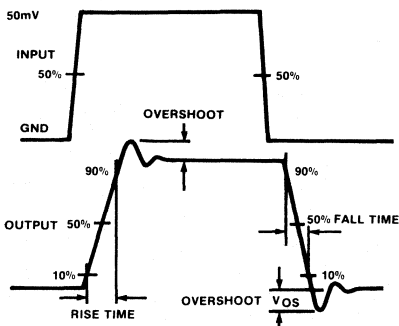 50mV
INPUT
50%
50%
OVERSHOOT
GND
90%
90%
OUTPUT
50%
50% FALL TIME
10%
10%
OVERSHOOT
VOS
RISE TIME